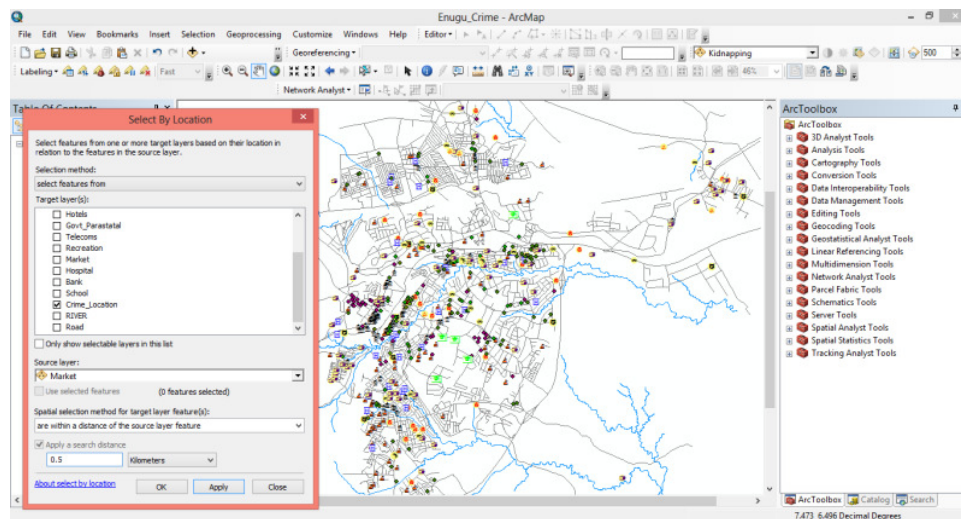 Enugu_Crime - ArcMap
File Edit View Bookmarks Insert Selection Geoprocessing Customize Windows Help Editor
Georeferencing Kidnapping 500
Labeling Fast 46%
Network Analyst
Table Of Contents
Select By Location
Select features from one or more target layers based on their location in
relation to the features in the source layer.
Selection method:
select features from
Target layer(s):
Hotels
Govt_Parastatal
Telecoms
Recreation
Market
Hospital
Bank
School
Crime_Location
RIVER
Road
Only show selectable layers in this list
Source layer:
Market
Use selected features (0 features selected)
Spatial selection method for target layer feature(s):
are within a distance of the source layer feature
Apply a search distance
0.5 Kilometers
About select by location OK Apply Close
ArcToolbox
ArcToolbox
3D Analyst Tools
Analysis Tools
Cartography Tools
Conversion Tools
Data Interoperability Tools
Data Management Tools
Editing Tools
Geocoding Tools
Geostatistical Analyst Tools
Linear Referencing Tools
Multidimension Tools
Network Analyst Tools
Parcel Fabric Tools
Schematics Tools
Server Tools
Spatial Analyst Tools
Spatial Statistics Tools
Tracking Analyst Tools
ArcToolbox Catalog Search
7.473 6.496 Decimal Degrees